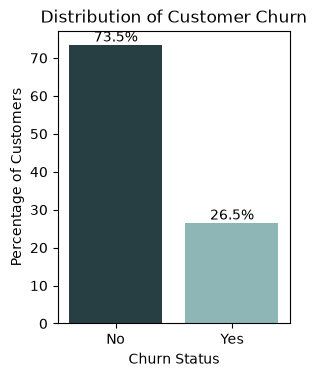 Distribution of Customer Churn
73.5%
26.5%
70
60
50
40
30
20
10
0
Percentage of Customers
No
Yes
Churn Status